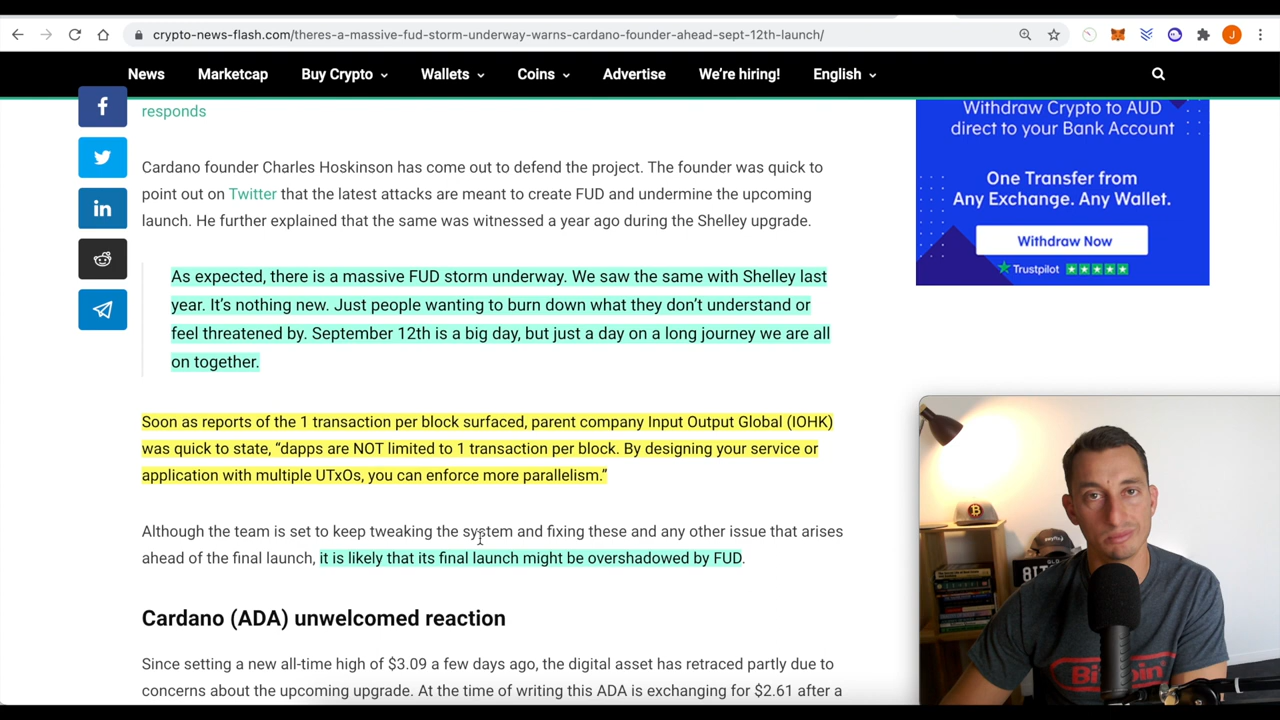 crypto-news-flash.com/theres-a-massive-fud-storm-underway-warns-cardano-founder-ahead-sept-12th-launch/
J
News Marketcap Buy Crypto Wallets Coins Advertise We're hiring! English
responds
Cardano founder Charles Hoskinson has come out to defend the project. The founder was quick to
point out on Twitter that the latest attacks are meant to create FUD and undermine the upcoming
launch. He further explained that the same was witnessed a year ago during the Shelley upgrade.
As expected, there is a massive FUD storm underway. We saw the same with Shelley last
year. It's nothing new. Just people wanting to burn down what they don't understand or
feel threatened by. September 12th is a big day, but just a day on a long journey we are all
on together.
Soon as reports of the 1 transaction per block surfaced, parent company Input Output Global (IOHK)
was quick to state, “dapps are NOT limited to 1 transaction per block. By designing your service or
application with multiple UTxOs, you can enforce more parallelism.”
Although the team is set to keep tweaking the system and fixing these and any other issue that arises
ahead of the final launch, it is likely that its final launch might be overshadowed by FUD.
Cardano (ADA) unwelcomed reaction
Since setting a new all-time high of $3.09 a few days ago, the digital asset has retraced partly due to
concerns about the upcoming upgrade. At the time of writing this ADA is exchanging for $2.61 after a
Withdraw Crypto to AUD
direct to your Bank Account
One Transfer from
Any Exchange. Any Wallet.
Withdraw Now
Trustpilot